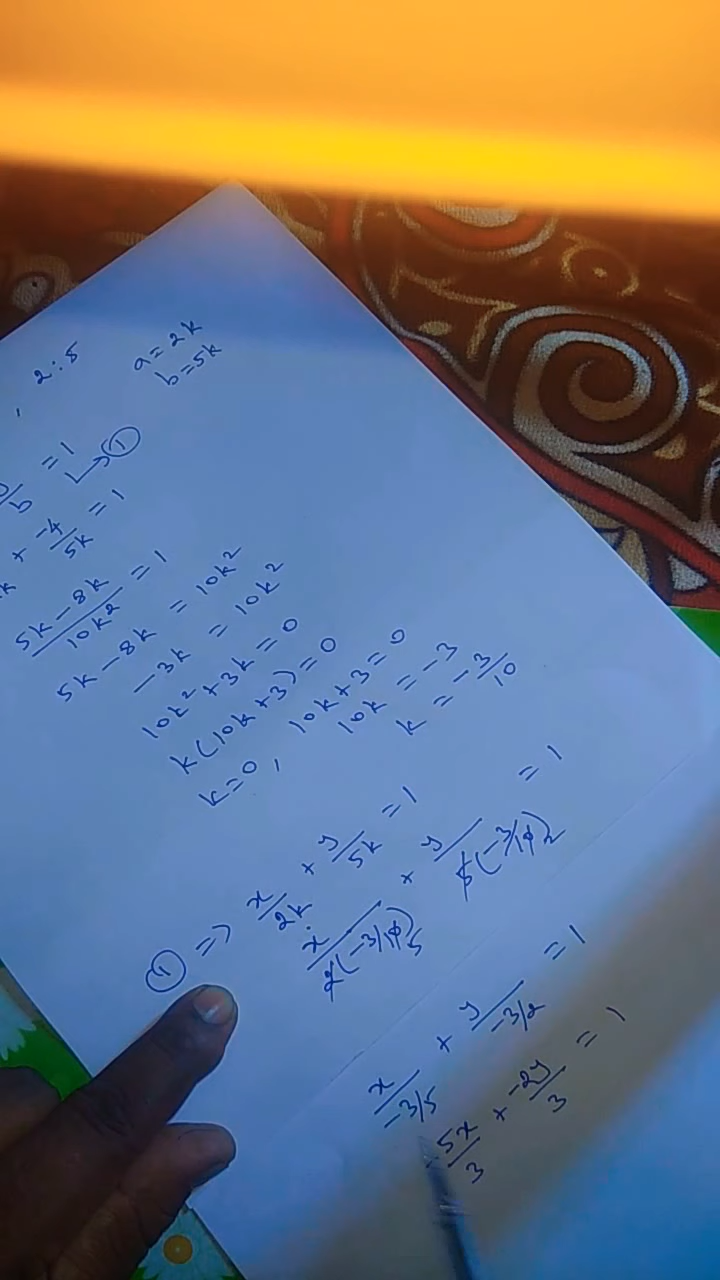 , 2:5 a=2k
b=5k
/b =1 → ①
k + -4/5k =1
5k-8k/10k² =1
5k-8k = 10k²
-3k = 10k²
10k²+3k=0
k(10k+3)=0
k=0, 10k+3=0
10k = -3
k = -3/10
① => x/2k + y/5k =1
x/2(-3/10)5 + y/5(-3/10)2 =1
x/-3/5 + y/-3/2 =1
-5x/3 + -2y/3 =1